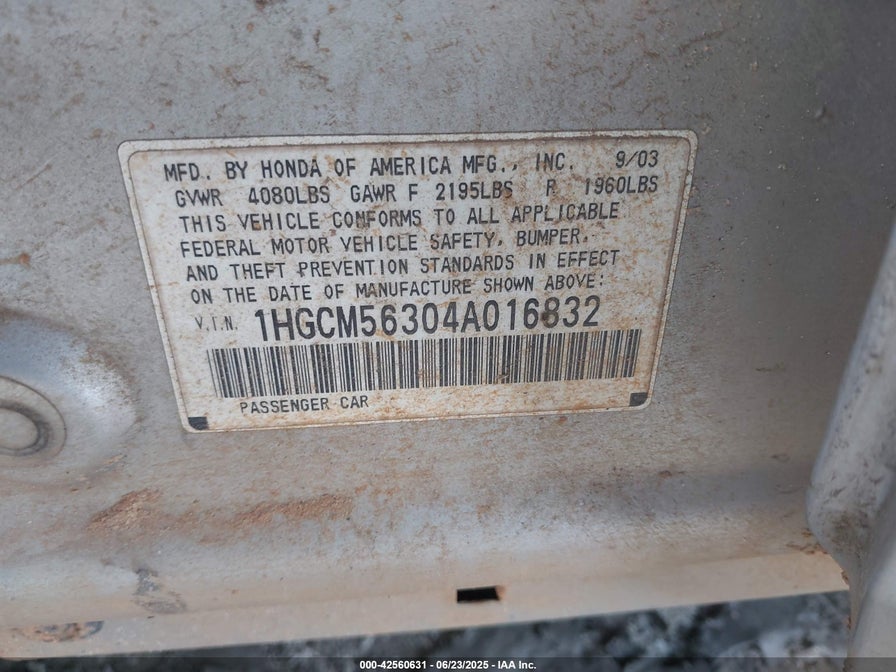 MFD. BY HONDA OF AMERICA MFG., INC. 9/03
GVWR 4080LBS GAWR F 2195LBS R 1960LBS
THIS VEHICLE CONFORMS TO ALL APPLICABLE
FEDERAL MOTOR VEHICLE SAFETY, BUMPER,
AND THEFT PREVENTION STANDARDS IN EFFECT
ON THE DATE OF MANUFACTURE SHOWN ABOVE:
V.I.N. 1HGCM56304A016832
PASSENGER CAR
000-42560631 - 06/23/2025 - IAA Inc.